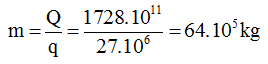 m = Q/q = 1728.10¹¹/27.10⁶ = 64.10⁵kg